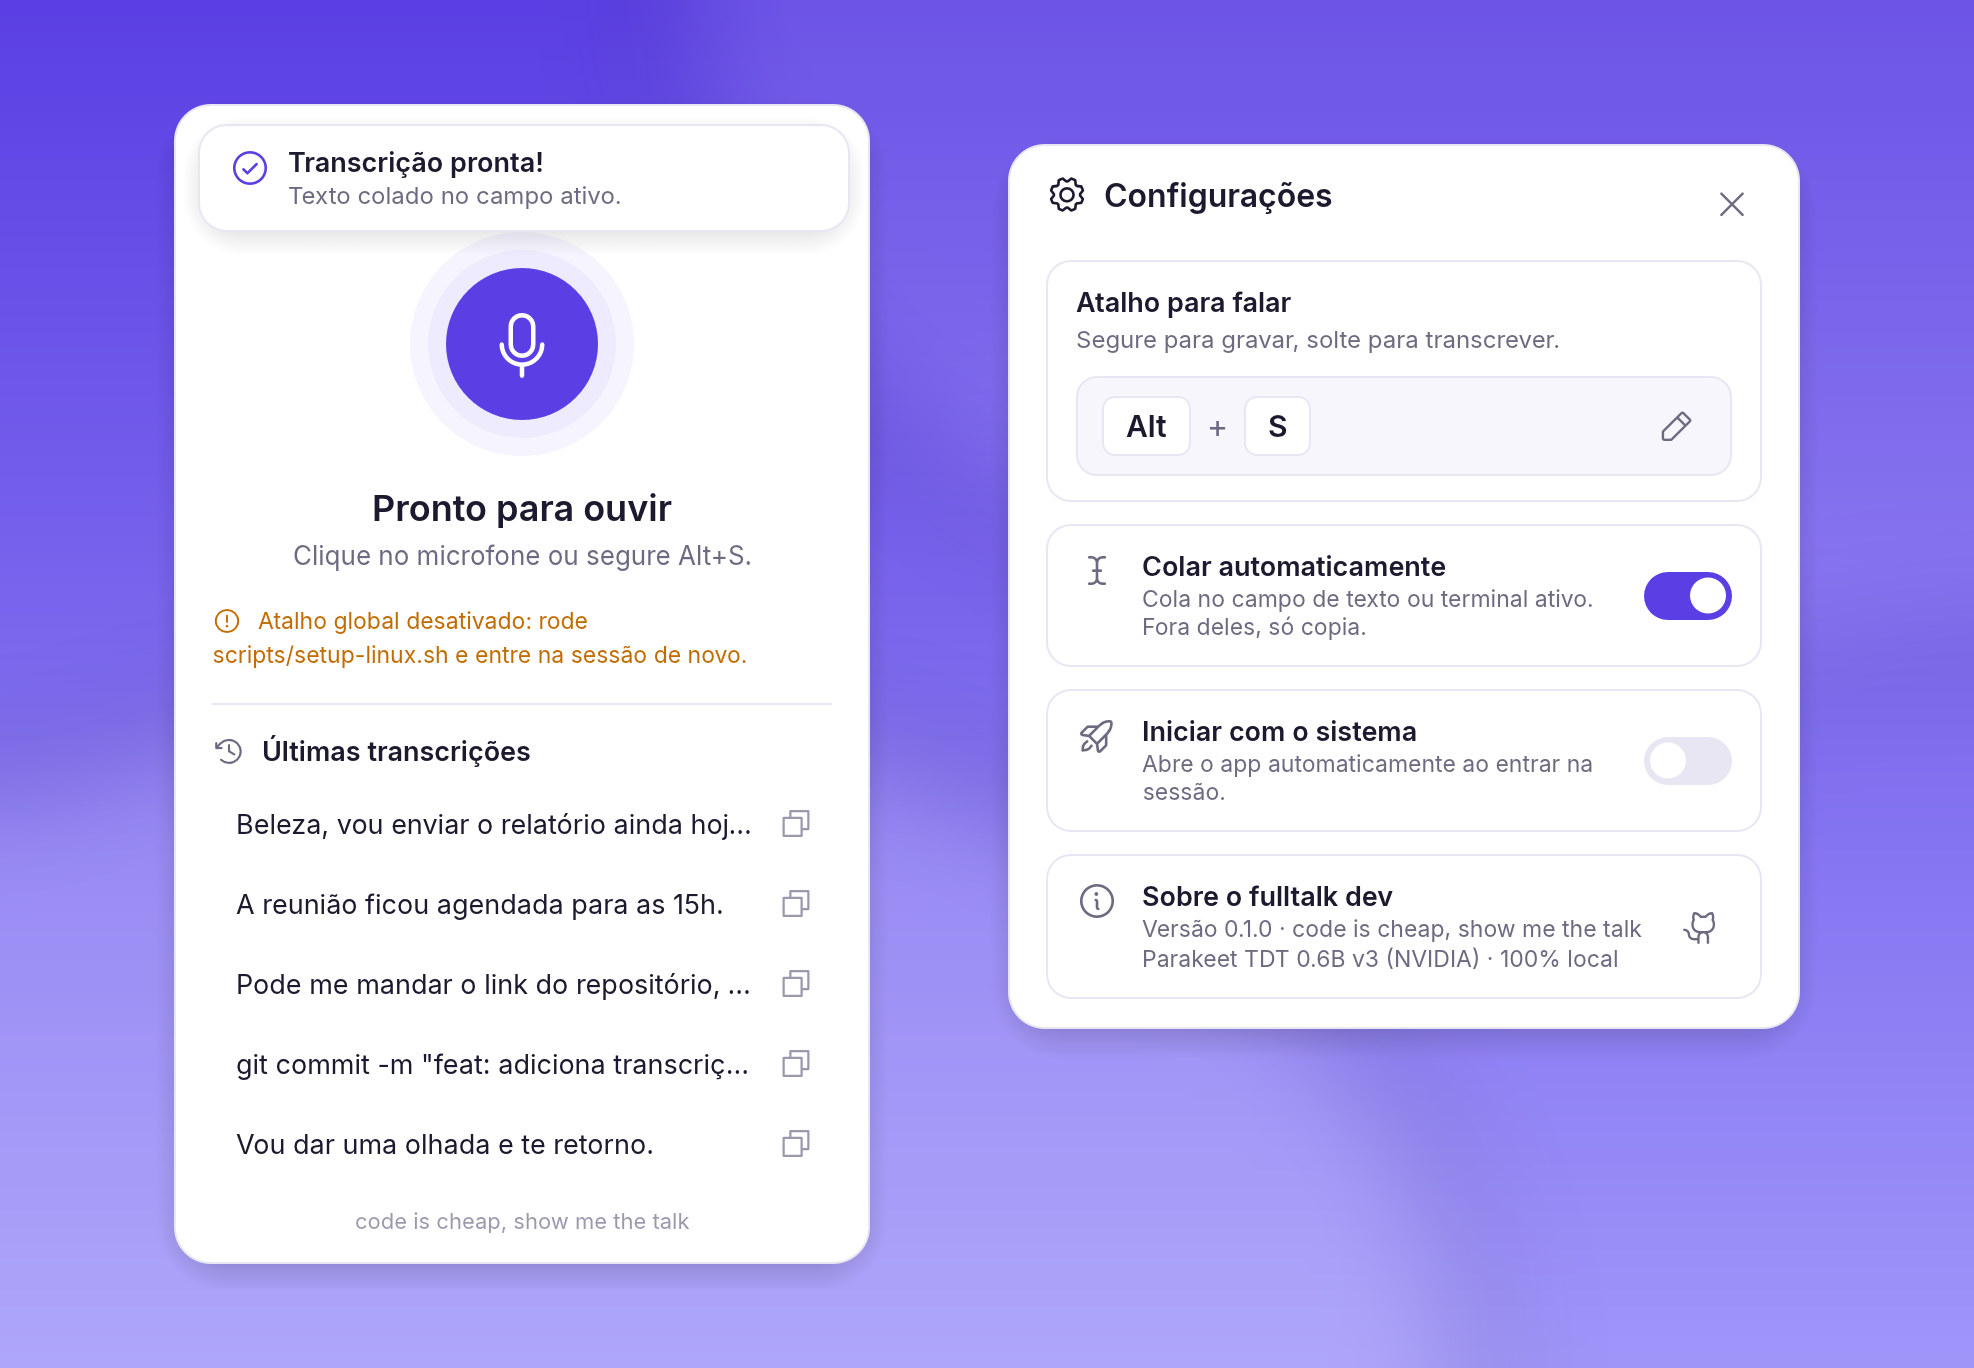 Transcrição pronta!
Texto colado no campo ativo.
Pronto para ouvir
Clique no microfone ou segure Alt+S.
Atalho global desativado: rode
scripts/setup-linux.sh e entre na sessão de novo.
Últimas transcrições
Beleza, vou enviar o relatório ainda hoj...
A reunião ficou agendada para as 15h.
Pode me mandar o link do repositório, ...
git commit -m "feat: adiciona transcriç...
Vou dar uma olhada e te retorno.
code is cheap, show me the talk
Configurações
Atalho para falar
Segure para gravar, solte para transcrever.
Alt + S
Colar automaticamente
Cola no campo de texto ou terminal ativo.
Fora deles, só copia.
Iniciar com o sistema
Abre o app automaticamente ao entrar na
sessão.
Sobre o fulltalk dev
Versão 0.1.0 · code is cheap, show me the talk
Parakeet TDT 0.6B v3 (NVIDIA) · 100% local